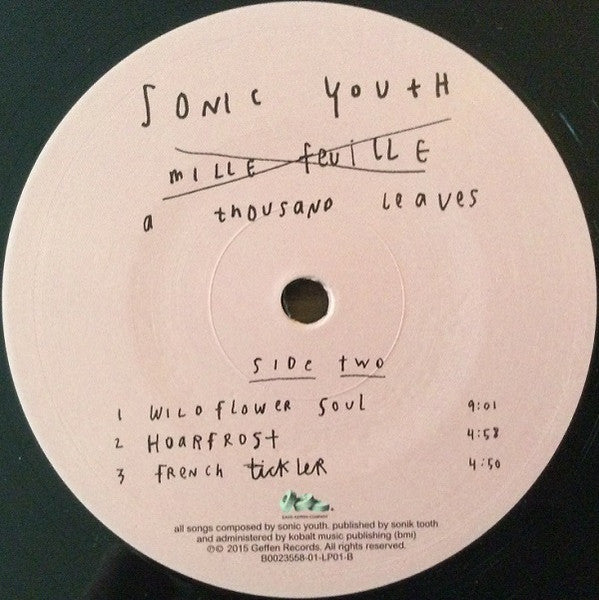 SONIC YOUTH
MILLE feuiLLE
a thousand Leaves
SIDE two
1 WILDflower Soul 9:01
2 HOARfROSt 4:58
3 fRENCH tickLER 4:50
all songs composed by sonic youth. published by sonik tooth
and administered by kobalt music publishing (bmi)
℗© 2015 Geffen Records. All rights reserved.
B0023558-01-LP01-B